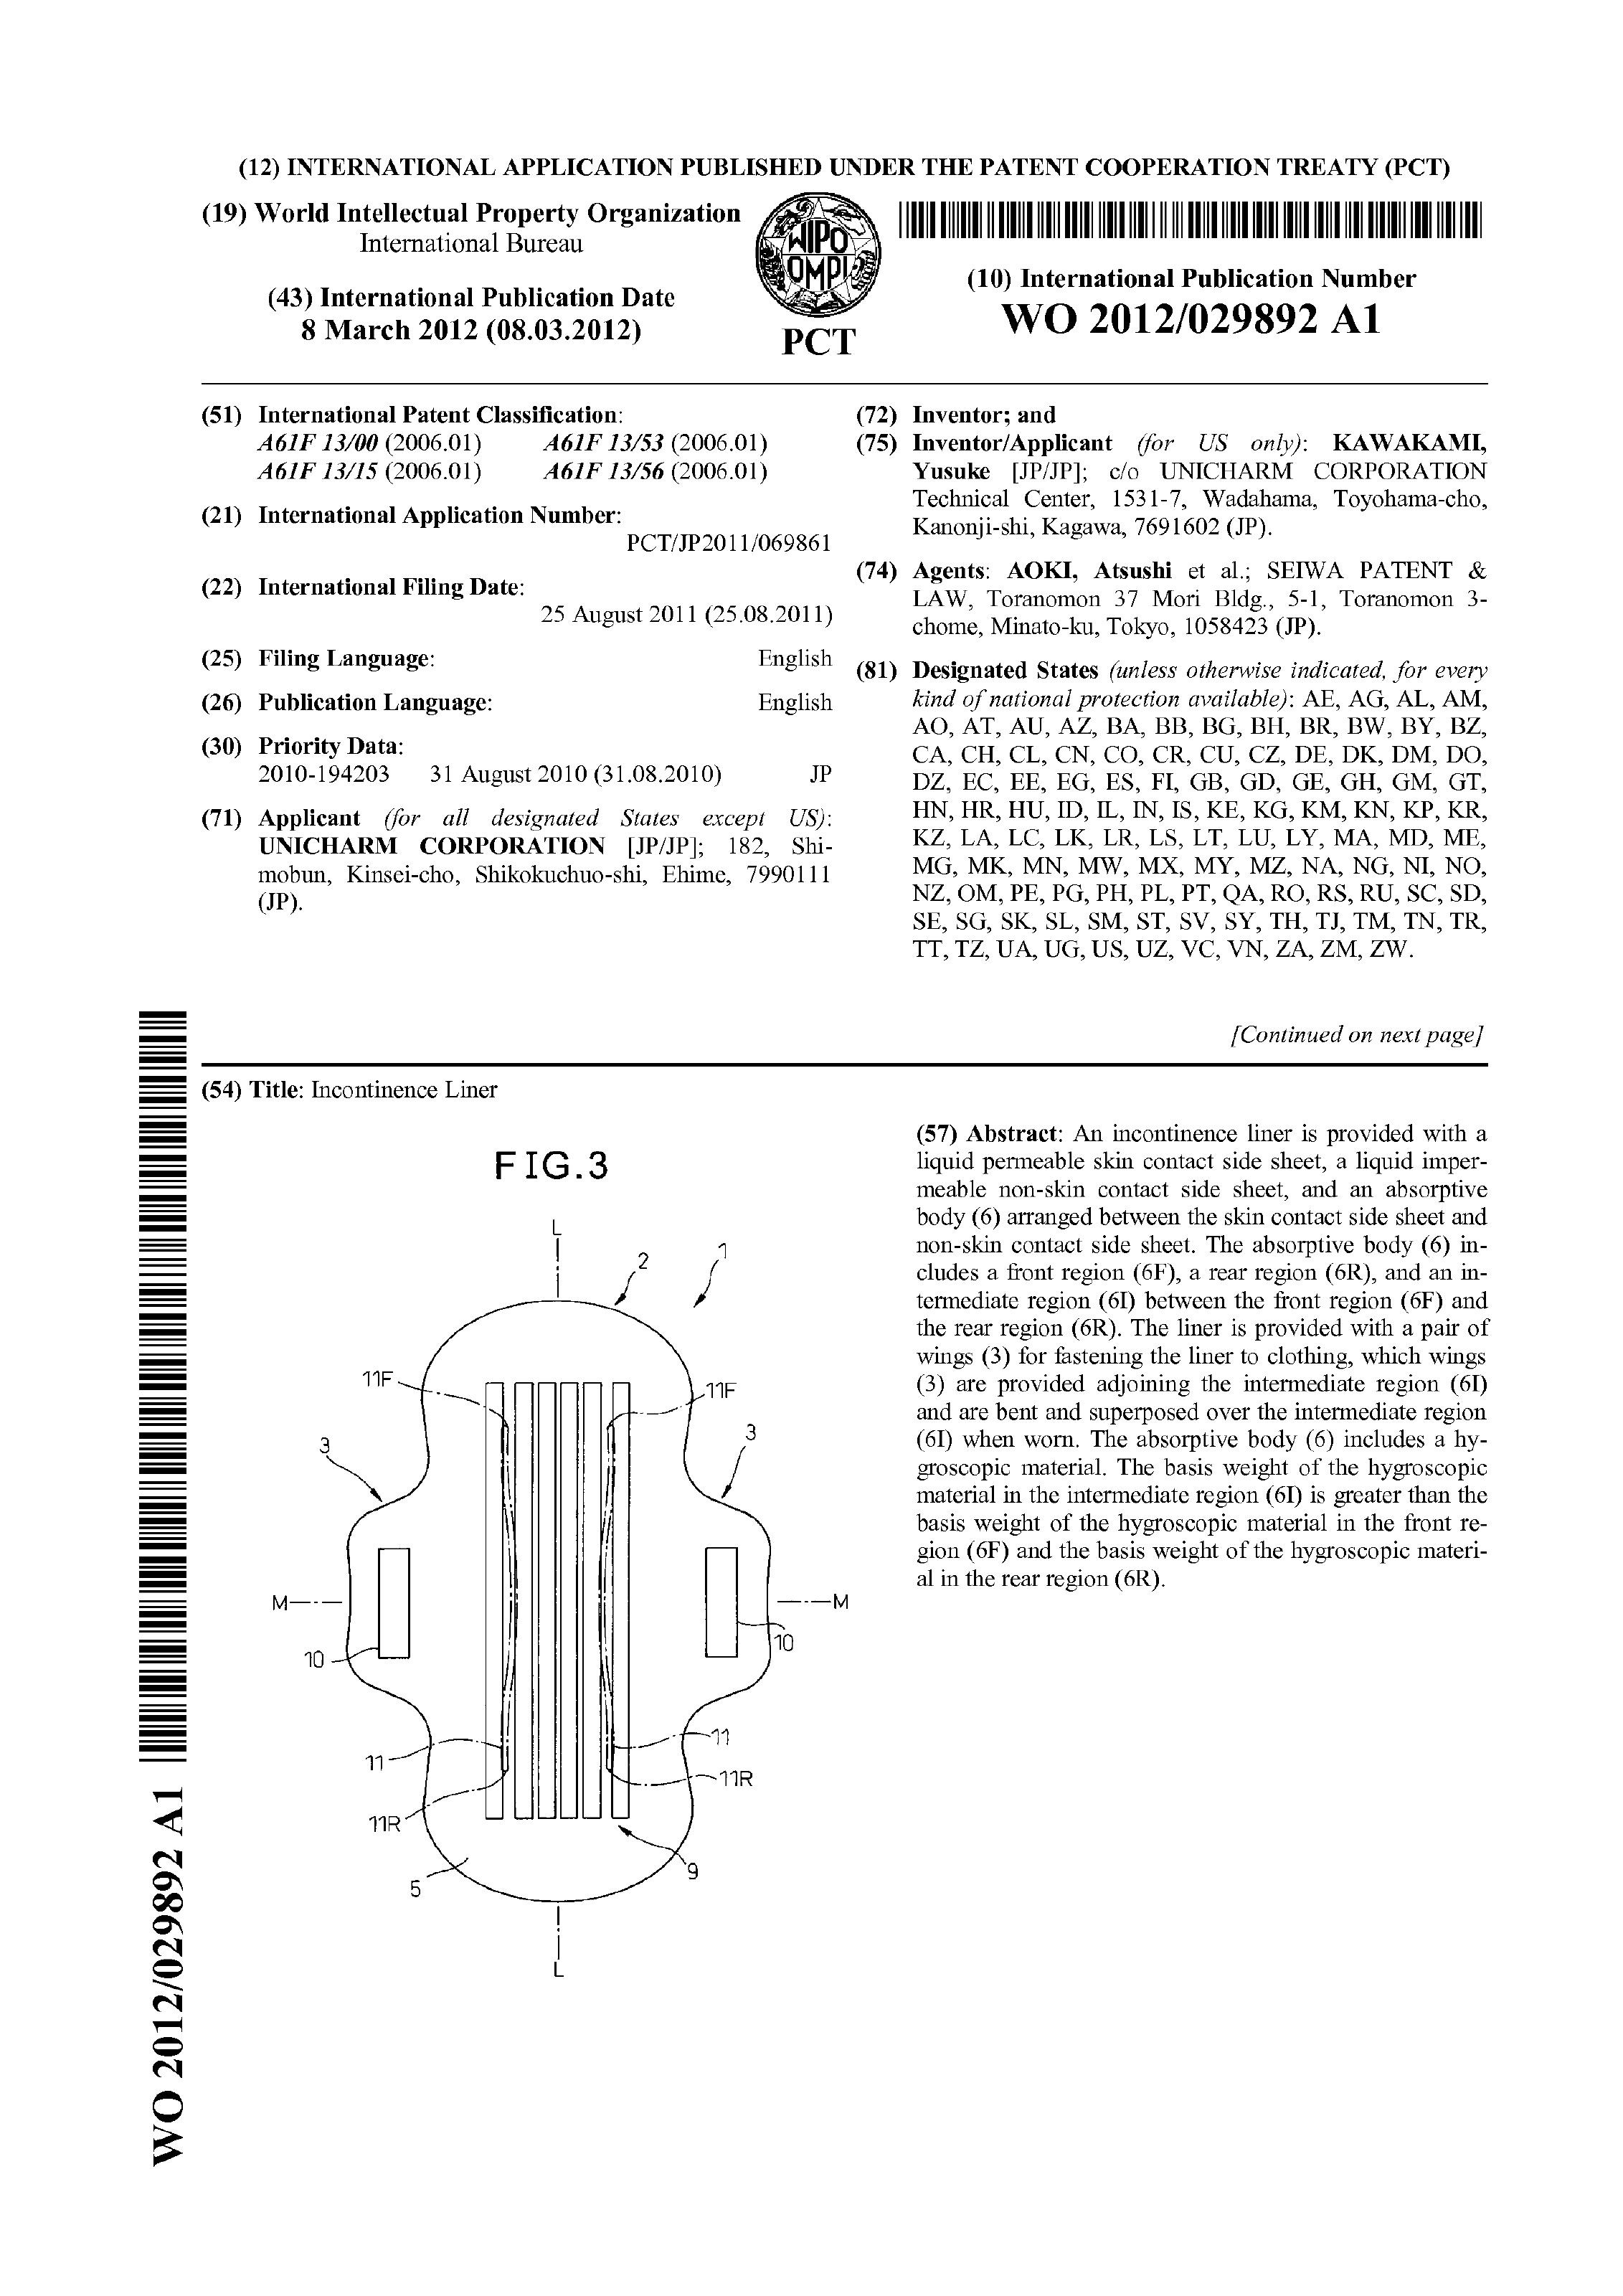 (12) INTERNATIONAL APPLICATION PUBLISHED UNDER THE PATENT COOPERATION TREATY (PCT)
(19) World Intellectual Property Organization
International Bureau
(43) International Publication Date
8 March 2012 (08.03.2012)
WIPO
OMPI
PCT
(10) International Publication Number
WO 2012/029892 A1
(51) International Patent Classification:
A61F 13/00 (2006.01) A61F 13/53 (2006.01)
A61F 13/15 (2006.01) A61F 13/56 (2006.01)
(21) International Application Number:
PCT/JP2011/069861
(22) International Filing Date:
25 August 2011 (25.08.2011)
(25) Filing Language: English
(26) Publication Language: English
(30) Priority Data:
2010-194203 31 August 2010 (31.08.2010) JP
(71) Applicant (for all designated States except US):
UNICHARM CORPORATION [JP/JP]; 182, Shi-
mobun, Kinsei-cho, Shikokuchuo-shi, Ehime, 7990111
(JP).
(72) Inventor; and
(75) Inventor/Applicant (for US only): KAWAKAMI,
Yusuke [JP/JP]; c/o UNICHARM CORPORATION
Technical Center, 1531-7, Wadahama, Toyohama-cho,
Kanonji-shi, Kagawa, 7691602 (JP).
(74) Agents: AOKI, Atsushi et al.; SEIWA PATENT &
LAW, Toranomon 37 Mori Bldg., 5-1, Toranomon 3-
chome, Minato-ku, Tokyo, 1058423 (JP).
(81) Designated States (unless otherwise indicated, for every
kind of national protection available): AE, AG, AL, AM,
AO, AT, AU, AZ, BA, BB, BG, BH, BR, BW, BY, BZ,
CA, CH, CL, CN, CO, CR, CU, CZ, DE, DK, DM, DO,
DZ, EC, EE, EG, ES, FI, GB, GD, GE, GH, GM, GT,
HN, HR, HU, ID, IL, IN, IS, KE, KG, KM, KN, KP, KR,
KZ, LA, LC, LK, LR, LS, LT, LU, LY, MA, MD, ME,
MG, MK, MN, MW, MX, MY, MZ, NA, NG, NI, NO,
NZ, OM, PE, PG, PH, PL, PT, QA, RO, RS, RU, SC, SD,
SE, SG, SK, SL, SM, ST, SV, SY, TH, TJ, TM, TN, TR,
TT, TZ, UA, UG, US, UZ, VC, VN, ZA, ZM, ZW.
[Continued on next page]
(54) Title: Incontinence Liner
FIG.3
L
2
1
11F
11F
3
3
M
M
10
10
11
11
11R
11R
9
5
L
(57) Abstract: An incontinence liner is provided with a
liquid permeable skin contact side sheet, a liquid imper-
meable non-skin contact side sheet, and an absorptive
body (6) arranged between the skin contact side sheet and
non-skin contact side sheet. The absorptive body (6) in-
cludes a front region (6F), a rear region (6R), and an in-
termediate region (6I) between the front region (6F) and
the rear region (6R). The liner is provided with a pair of
wings (3) for fastening the liner to clothing, which wings
(3) are provided adjoining the intermediate region (6I)
and are bent and superposed over the intermediate region
(6I) when worn. The absorptive body (6) includes a hy-
groscopic material. The basis weight of the hygroscopic
material in the intermediate region (6I) is greater than the
basis weight of the hygroscopic material in the front re-
gion (6F) and the basis weight of the hygroscopic materi-
al in the rear region (6R).
WO 2012/029892 A1